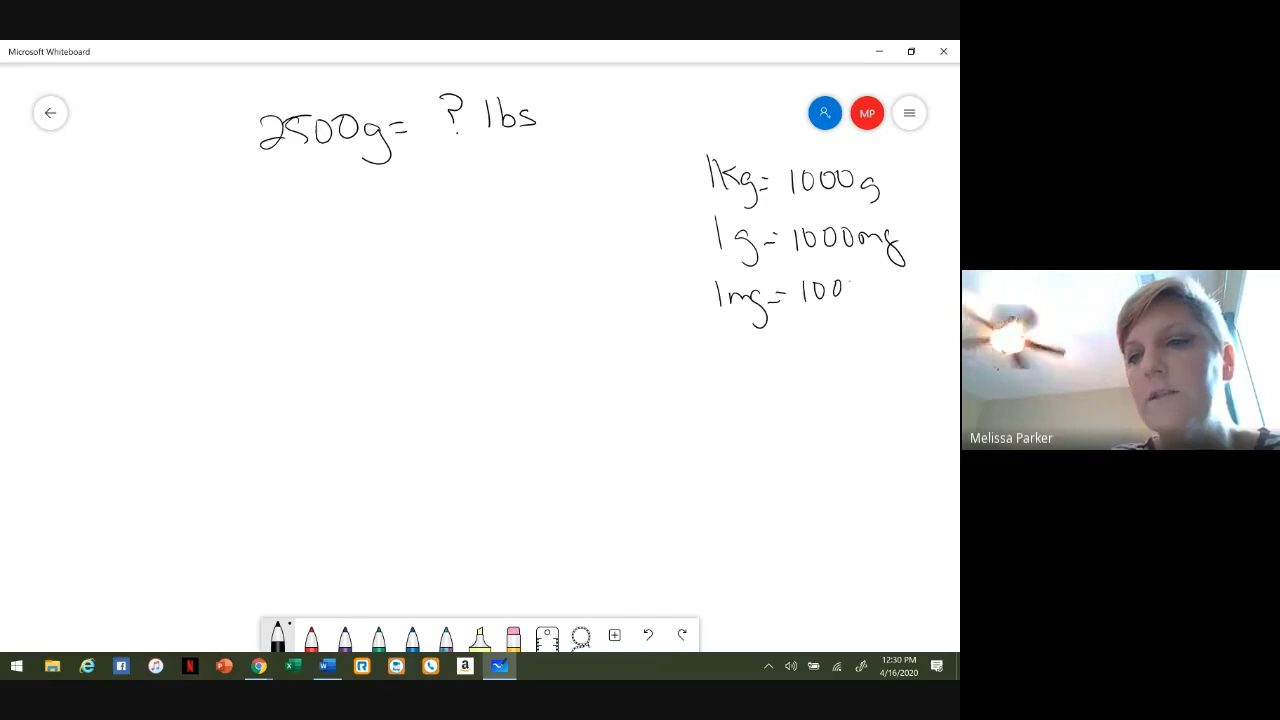 Microsoft Whiteboard
2500g= ? lbs
MP
1kg= 1000g
1g= 1000mg
1mg= 100
Melissa Parker
12:30 PM
4/16/2020